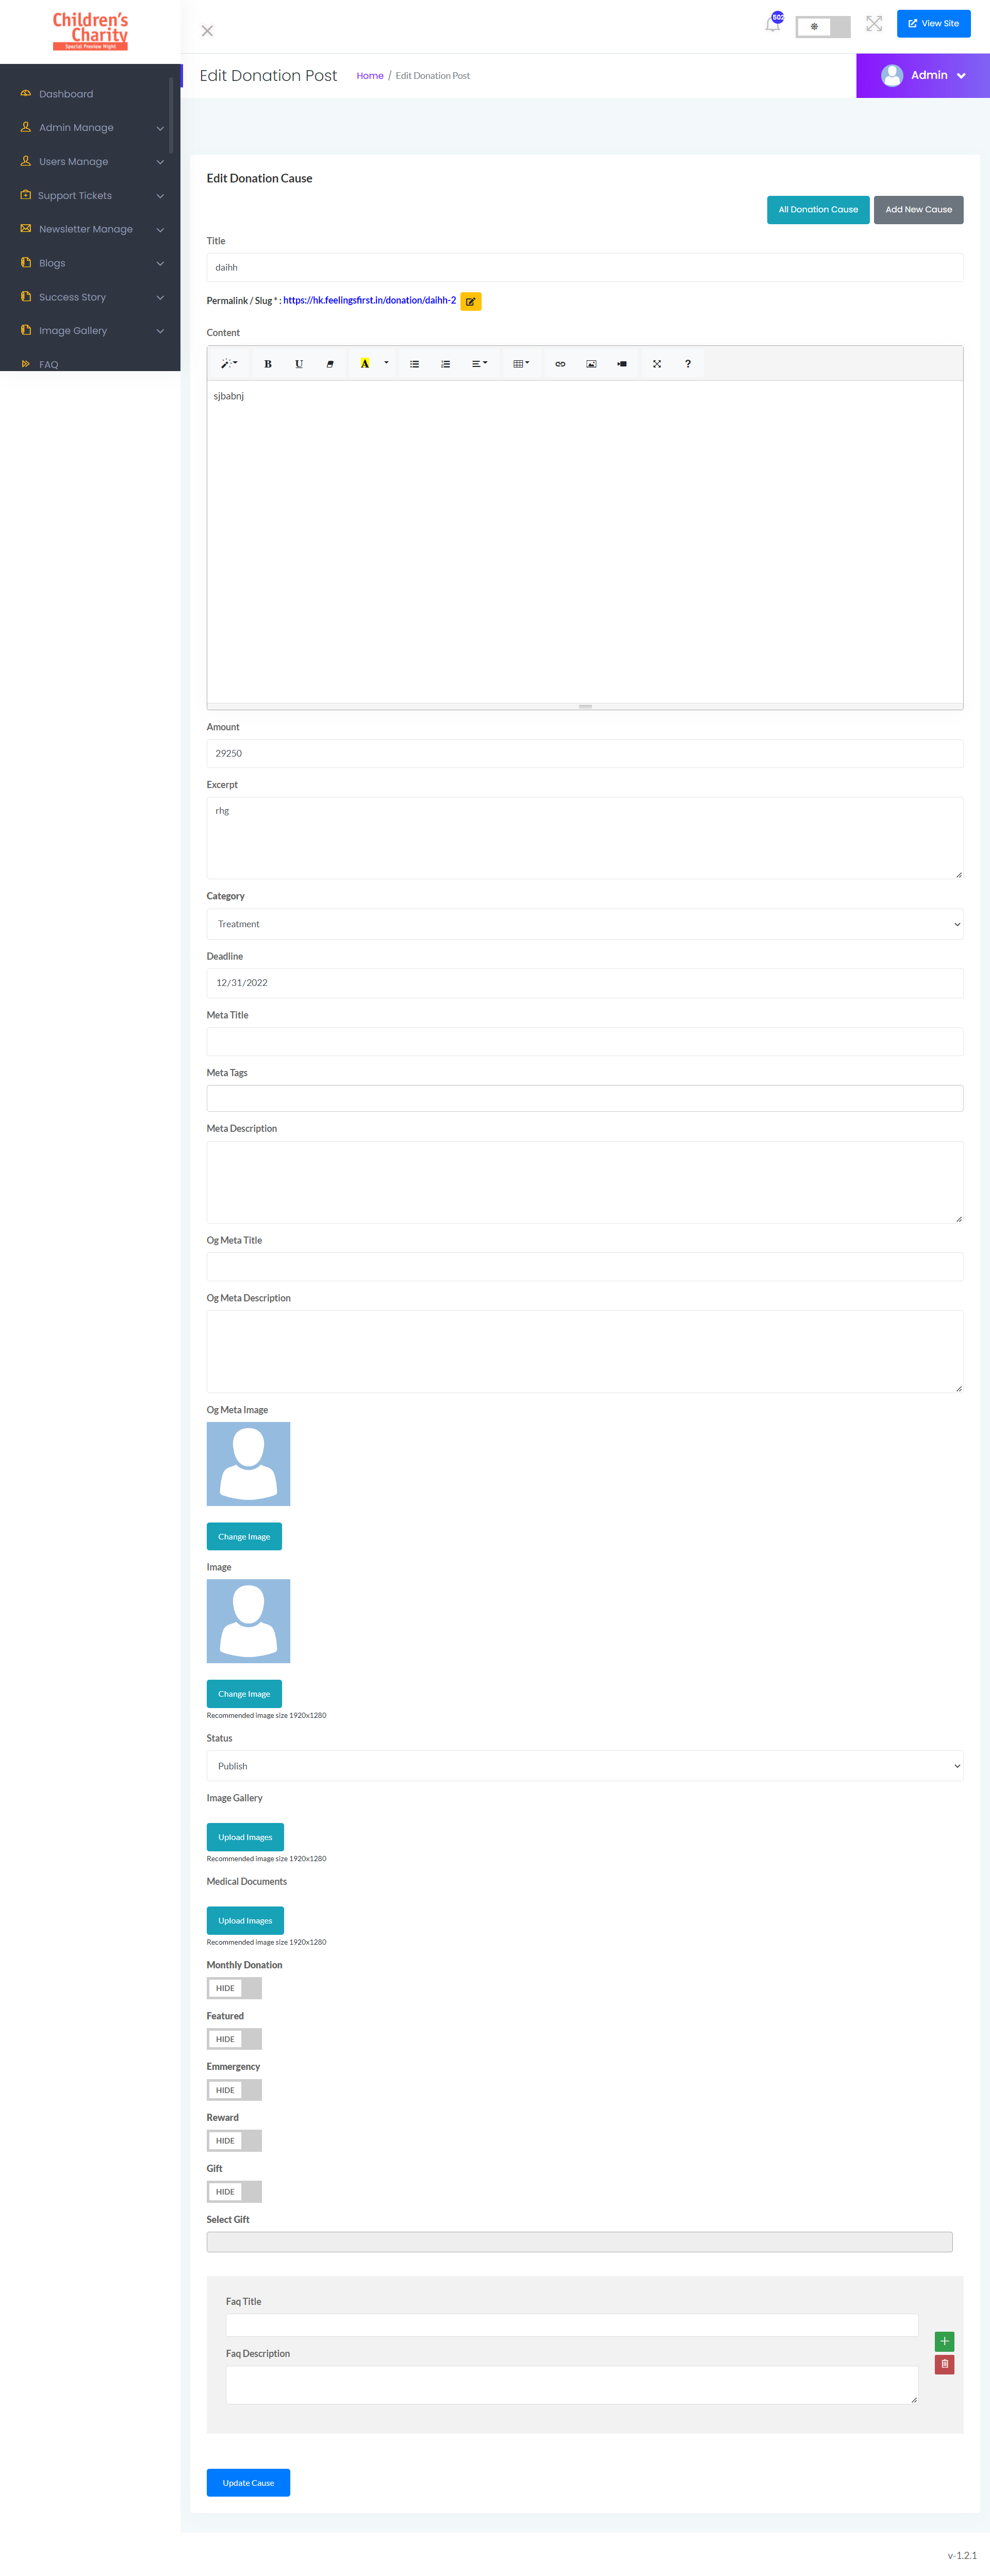 Children's
Charity
Special Preview Night
502
View Site
Edit Donation Post
Home / Edit Donation Post
Admin
Dashboard
Admin Manage
Users Manage
Support Tickets
Newsletter Manage
Blogs
Success Story
Image Gallery
FAQ
Edit Donation Cause
All Donation Cause
Add New Cause
Title
daihh
Permalink / Slug * : https://hk.feelingsfirst.in/donation/daihh-2
Content
B U A ?
sjbabnj
Amount
29250
Excerpt
rhg
Category
Treatment
Deadline
12/31/2022
Meta Title
Meta Tags
Meta Description
Og Meta Title
Og Meta Description
Og Meta Image
Change Image
Image
Change Image
Recommended image size 1920x1280
Status
Publish
Image Gallery
Upload Images
Recommended image size 1920x1280
Medical Documents
Upload Images
Recommended image size 1920x1280
Monthly Donation
HIDE
Featured
HIDE
Emmergency
HIDE
Reward
HIDE
Gift
HIDE
Select Gift
Faq Title
Faq Description
Update Cause
v-1.2.1